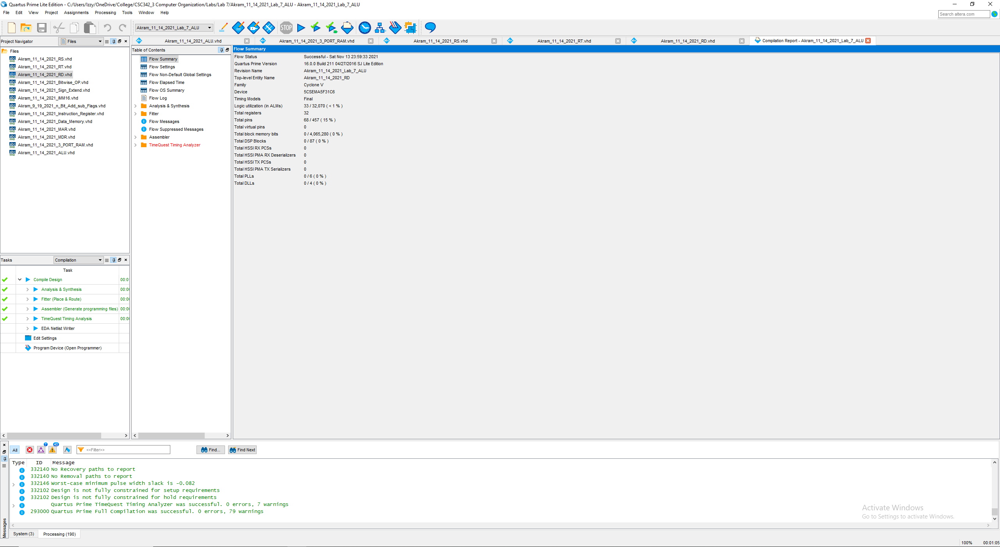 Quartus Prime Lite Edition - C:/Users/Izzy/OneDrive/College/CSC342_3 Computer Organization/Labs/Lab 7/Akram_11_14_2021_Lab_7_ALU - Akram_11_14_2021_Lab_7_ALU
File Edit View Project Assignments Processing Tools Window Help
Search altera.com
Akram_11_14_2021_Lab_7_ALU
STOP
Project Navigator
Files
Files
Akram_11_14_2021_RS.vhd
Akram_11_14_2021_RT.vhd
Akram_11_14_2021_RD.vhd
Akram_11_14_2021_Bitwise_OP.vhd
Akram_11_14_2021_Sign_Extend.vhd
Akram_11_14_2021_IMM16.vhd
Akram_9_19_2021_n_Bit_Add_sub_Flags.vhd
Akram_11_14_2021_Instruction_Register.vhd
Akram_11_14_2021_Data_Memory.vhd
Akram_11_14_2021_MAR.vhd
Akram_11_14_2021_MDR.vhd
Akram_11_14_2021_3_PORT_RAM.vhd
Akram_11_14_2021_ALU.vhd
Tasks
Compilation
Task
Compile Design 00:0
Analysis & Synthesis 00:0
Fitter (Place & Route) 00:0
Assembler (Generate programming files) 00:0
TimeQuest Timing Analysis 00:0
EDA Netlist Writer
Edit Settings
Program Device (Open Programmer)
Akram_11_14_2021_ALU.vhd
Akram_11_14_2021_3_PORT_RAM.vhd
Akram_11_14_2021_RS.vhd
Akram_11_14_2021_RT.vhd
Akram_11_14_2021_RD.vhd
Compilation Report - Akram_11_14_2021_Lab_7_ALU
Table of Contents
Flow Summary
Flow Settings
Flow Non-Default Global Settings
Flow Elapsed Time
Flow OS Summary
Flow Log
Analysis & Synthesis
Fitter
Flow Messages
Flow Suppressed Messages
Assembler
TimeQuest Timing Analyzer
Flow Summary
Flow Status Successful - Sat Nov 13 23:59:33 2021
Quartus Prime Version 16.0.0 Build 211 04/27/2016 SJ Lite Edition
Revision Name Akram_11_14_2021_Lab_7_ALU
Top-level Entity Name Akram_11_14_2021_RD
Family Cyclone V
Device 5CSEMA5F31C6
Timing Models Final
Logic utilization (in ALMs) 33 / 32,070 ( < 1 % )
Total registers 32
Total pins 68 / 457 ( 15 % )
Total virtual pins 0
Total block memory bits 0 / 4,065,280 ( 0 % )
Total DSP Blocks 0 / 87 ( 0 % )
Total HSSI RX PCSs 0
Total HSSI PMA RX Deserializers 0
Total HSSI TX PCSs 0
Total HSSI PMA TX Serializers 0
Total PLLs 0 / 6 ( 0 % )
Total DLLs 0 / 4 ( 0 % )
All
7
40
<<Filter>>
Find...
Find Next
Type ID Message
332140 No Recovery paths to report
332140 No Removal paths to report
332146 Worst-case minimum pulse width slack is -0.082
332102 Design is not fully constrained for setup requirements
332102 Design is not fully constrained for hold requirements
Quartus Prime TimeQuest Timing Analyzer was successful. 0 errors, 7 warnings
293000 Quartus Prime Full Compilation was successful. 0 errors, 79 warnings
Messages
System (3)
Processing (190)
Activate Windows
Go to Settings to activate Windows.
100% 00:01:05